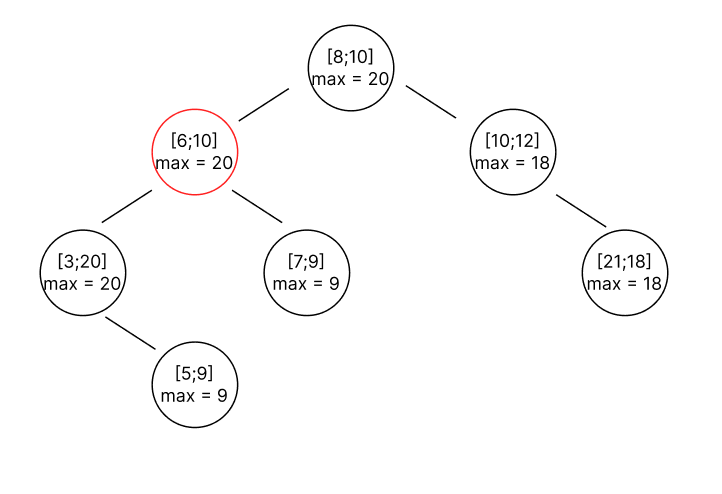 [8;10]
max = 20
[6;10]
max = 20
[10;12]
max = 18
[3;20]
max = 20
[7;9]
max = 9
[21;18]
max = 18
[5;9]
max = 9